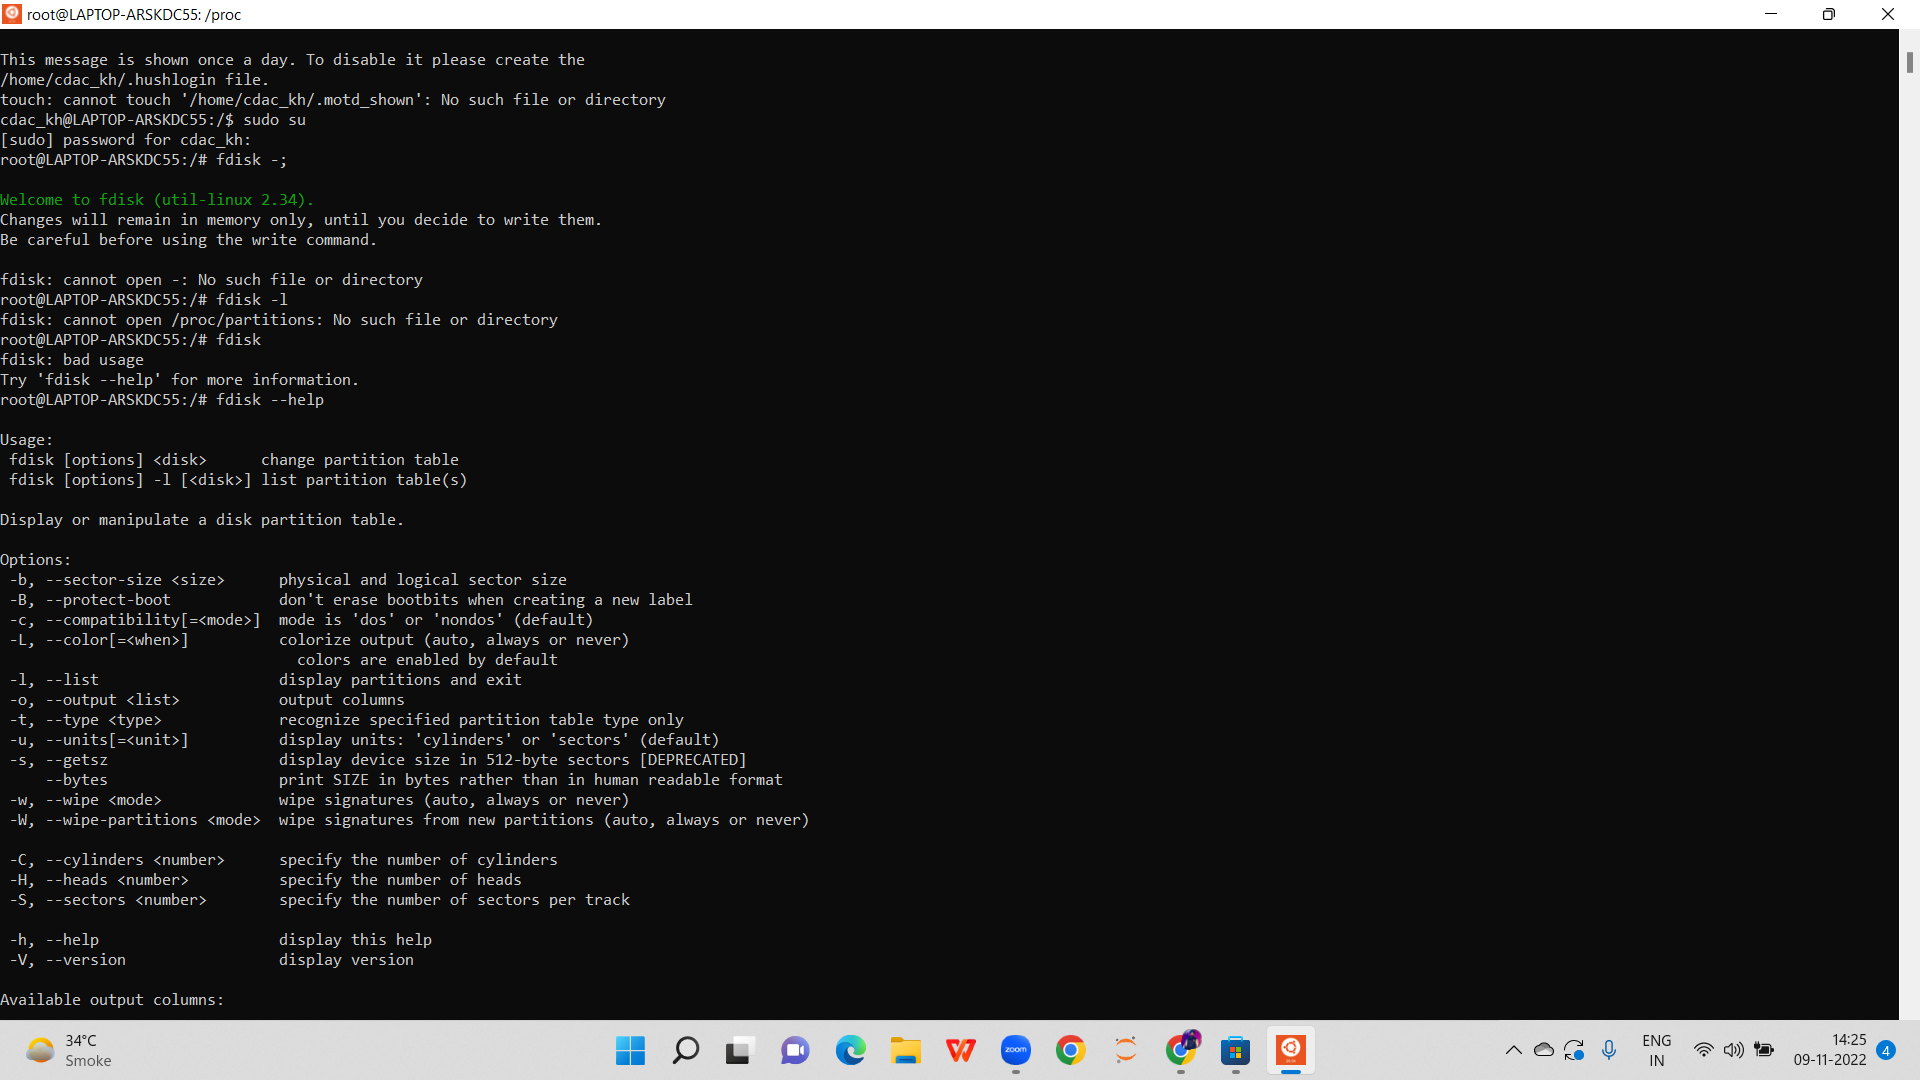 root@LAPTOP-ARSKDC55: /proc
This message is shown once a day. To disable it please create the
/home/cdac_kh/.hushlogin file.
touch: cannot touch '/home/cdac_kh/.motd_shown': No such file or directory
cdac_kh@LAPTOP-ARSKDC55:/$ sudo su
[sudo] password for cdac_kh:
root@LAPTOP-ARSKDC55:/# fdisk -;
Welcome to fdisk (util-linux 2.34).
Changes will remain in memory only, until you decide to write them.
Be careful before using the write command.
fdisk: cannot open -: No such file or directory
root@LAPTOP-ARSKDC55:/# fdisk -l
fdisk: cannot open /proc/partitions: No such file or directory
root@LAPTOP-ARSKDC55:/# fdisk
fdisk: bad usage
Try 'fdisk --help' for more information.
root@LAPTOP-ARSKDC55:/# fdisk --help
Usage:
 fdisk [options] <disk>      change partition table
 fdisk [options] -l [<disk>] list partition table(s)
Display or manipulate a disk partition table.
Options:
 -b, --sector-size <size>      physical and logical sector size
 -B, --protect-boot            don't erase bootbits when creating a new label
 -c, --compatibility[=<mode>]  mode is 'dos' or 'nondos' (default)
 -L, --color[=<when>]          colorize output (auto, always or never)
                                 colors are enabled by default
 -l, --list                    display partitions and exit
 -o, --output <list>           output columns
 -t, --type <type>             recognize specified partition table type only
 -u, --units[=<unit>]          display units: 'cylinders' or 'sectors' (default)
 -s, --getsz                   display device size in 512-byte sectors [DEPRECATED]
     --bytes                   print SIZE in bytes rather than in human readable format
 -w, --wipe <mode>             wipe signatures (auto, always or never)
 -W, --wipe-partitions <mode>  wipe signatures from new partitions (auto, always or never)
 -C, --cylinders <number>      specify the number of cylinders
 -H, --heads <number>          specify the number of heads
 -S, --sectors <number>        specify the number of sectors per track
 -h, --help                    display this help
 -V, --version                 display version
Available output columns:
34°C
Smoke
zoom
ENG
IN
14:25
09-11-2022
4